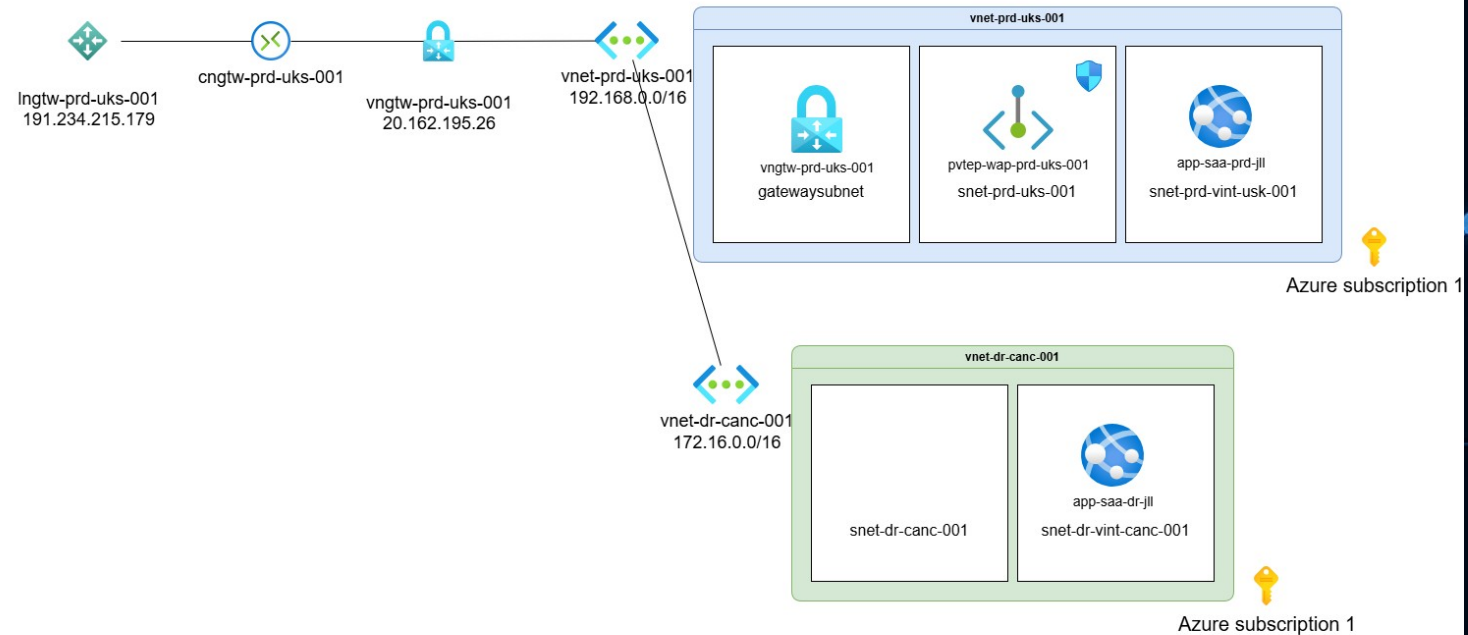 vnet-prd-uks-001
cngtw-prd-uks-001
lngtw-prd-uks-001
191.234.215.179
vngtw-prd-uks-001
20.162.195.26
vnet-prd-uks-001
192.168.0.0/16
vngtw-prd-uks-001
gatewaysubnet
pvtep-wap-prd-uks-001
snet-prd-uks-001
app-saa-prd-jll
snet-prd-vint-usk-001
Azure subscription 1
vnet-dr-canc-001
vnet-dr-canc-001
172.16.0.0/16
snet-dr-canc-001
app-saa-dr-jll
snet-dr-vint-canc-001
Azure subscription 1